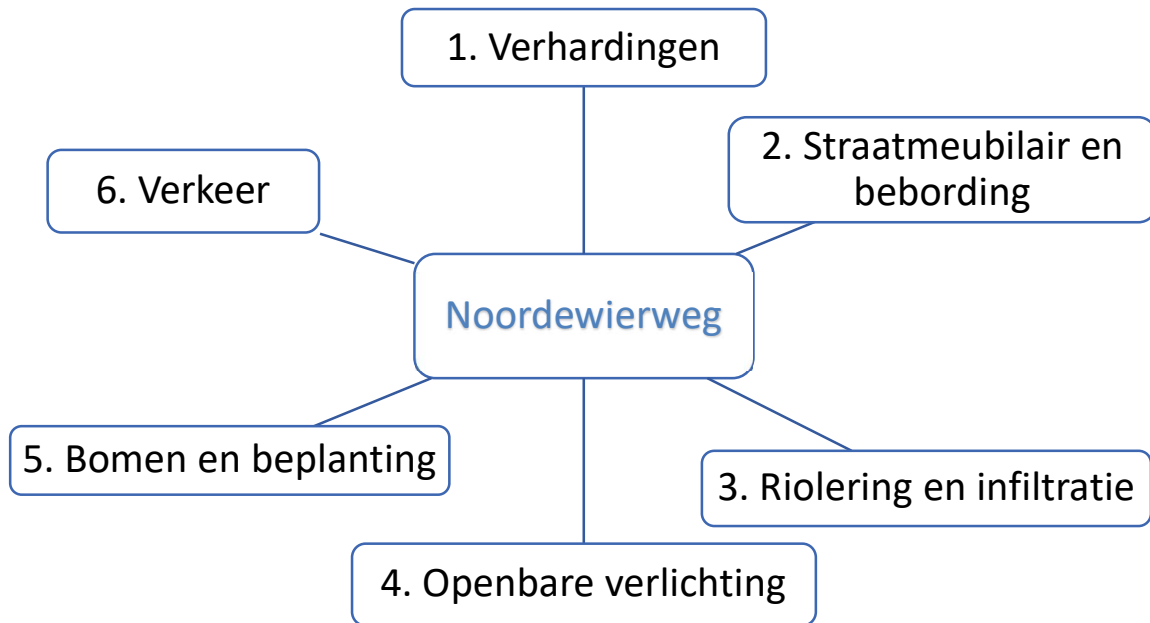 1. Verhardingen
2. Straatmeubilair en
bebording
6. Verkeer
Noordewierweg
5. Bomen en beplanting
3. Riolering en infiltratie
4. Openbare verlichting